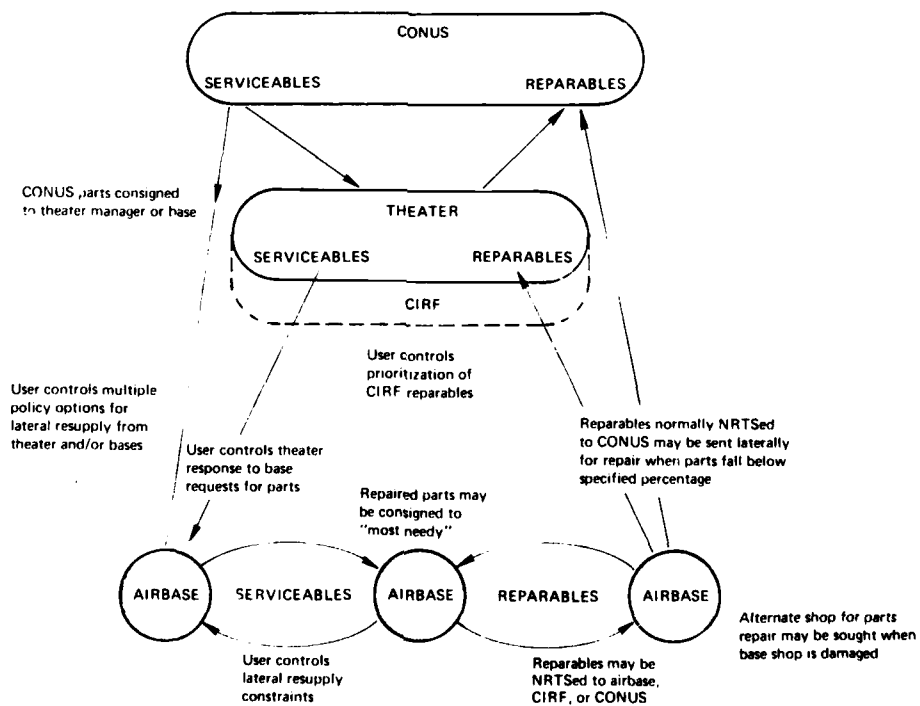 CONUS
SERVICEABLES
REPARABLES
CONUS parts consigned
to theater manager or base
THEATER
SERVICEABLES
REPARABLES
CIRF
User controls
prioritization of
CIRF reparables
User controls multiple
policy options for
lateral resupply from
theater and/or bases
User controls theater
response to base
requests for parts
Reparables normally NRTSed
to CONUS may be sent laterally
for repair when parts fall below
specified percentage
Repaired parts may
be consigned to
"most needy"
AIRBASE
SERVICEABLES
AIRBASE
REPARABLES
AIRBASE
Alternate shop for parts
repair may be sought when
base shop is damaged
User controls
lateral resupply
constraints
Reparables may be
NRTSed to airbase,
CIRF, or CONUS